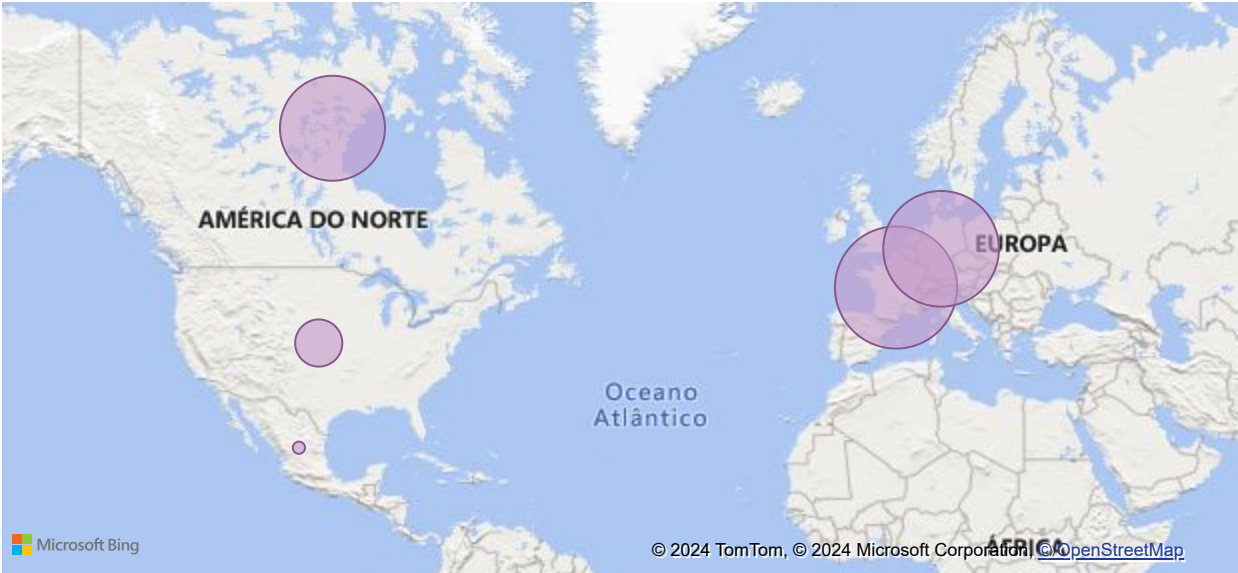 AMÉRICA DO NORTE
EUROPA
Oceano
Atlântico
ÁFRICA
Microsoft Bing
© 2024 TomTom, © 2024 Microsoft Corporation, © OpenStreetMap